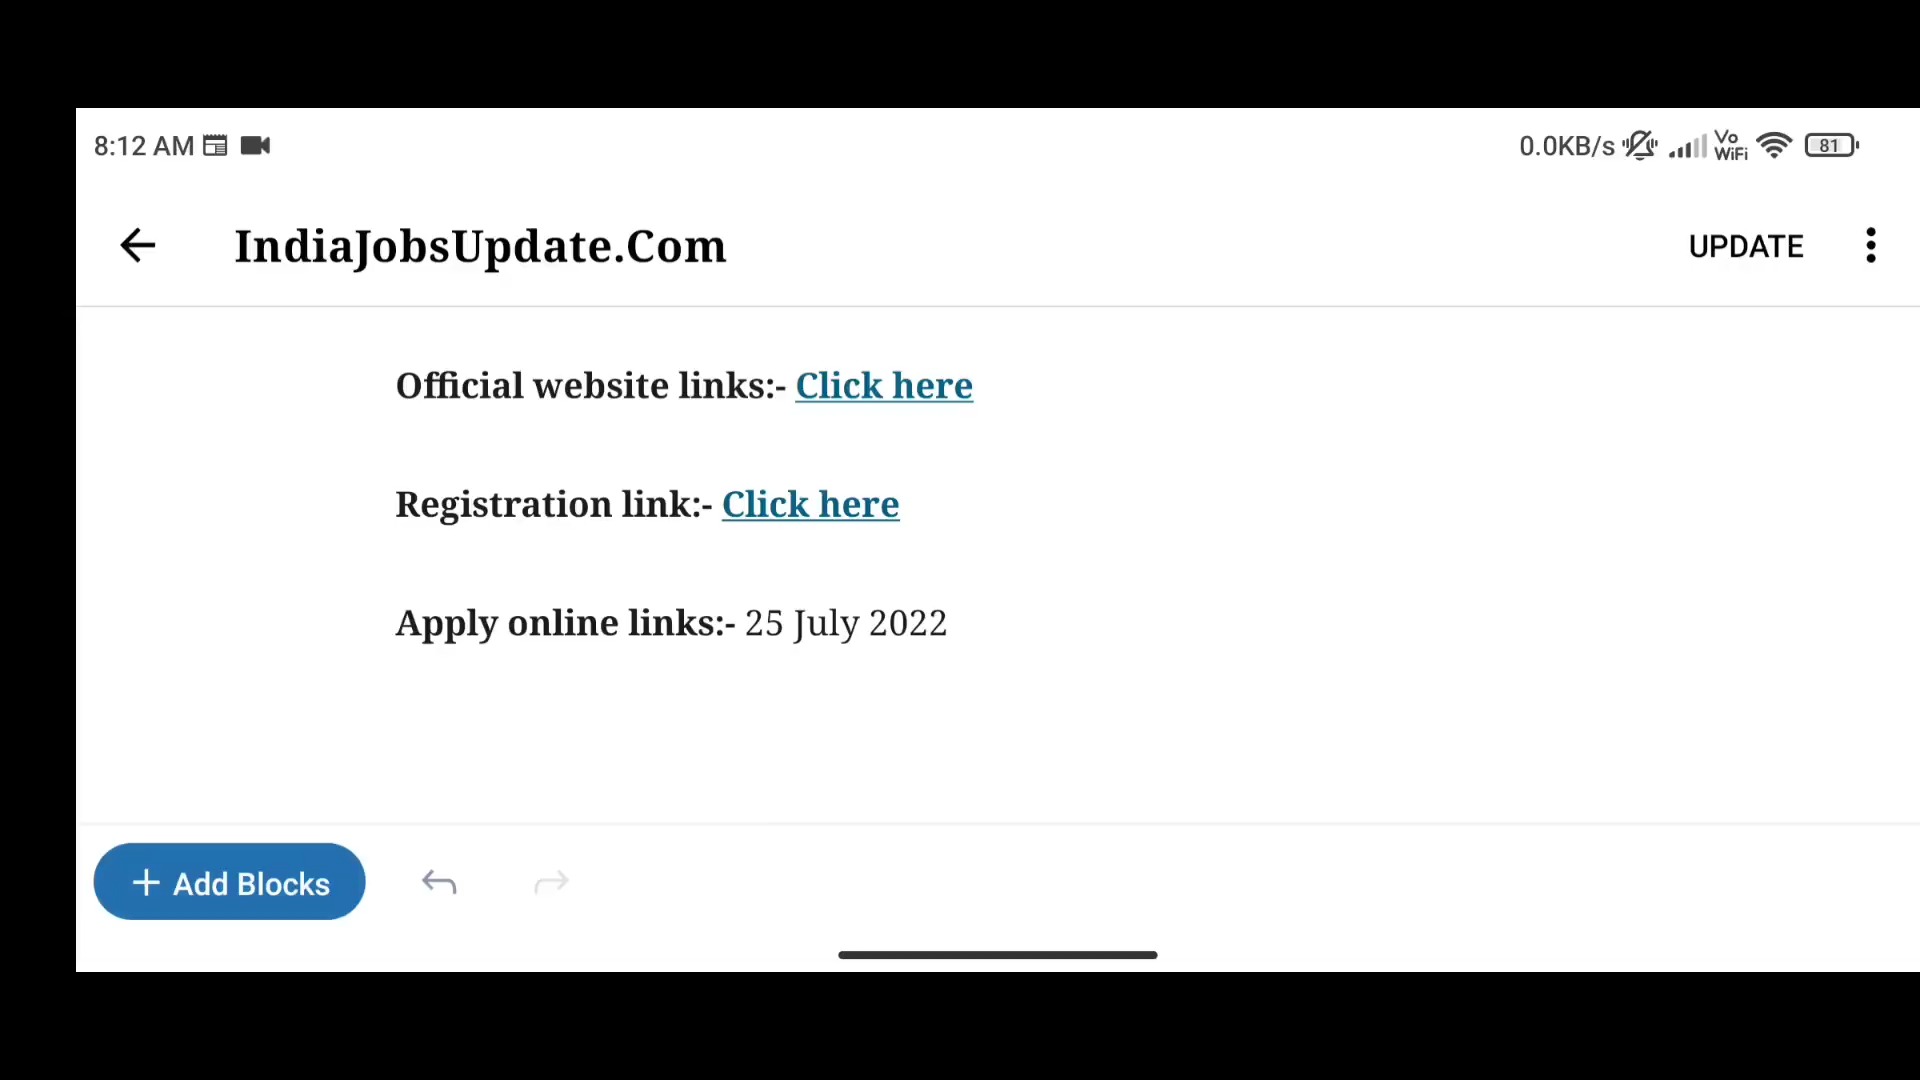 8:12 AM
0.0KB/s Vo WiFi 81
IndiaJobsUpdate.Com
UPDATE
Official website links:- Click here
Registration link:- Click here
Apply online links:- 25 July 2022
+ Add Blocks